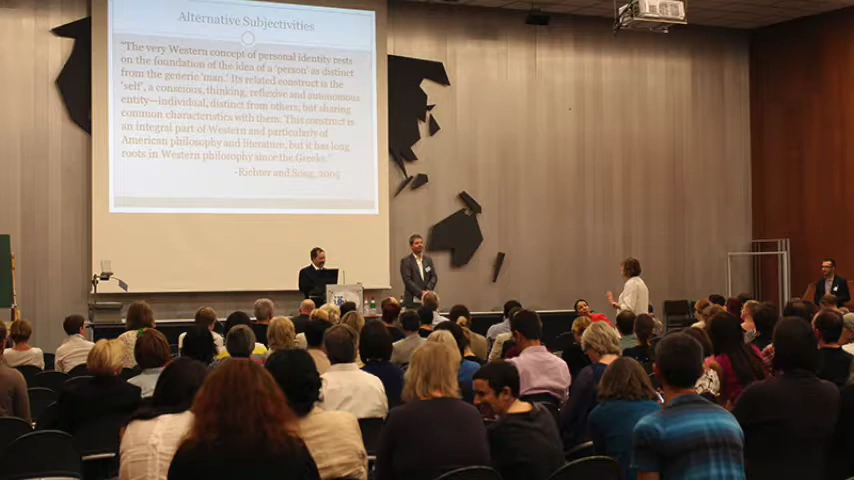 Alternative Subjectivities
“The very Western concept of personal identity rests
on the foundation of the idea of a ‘person’ as distinct
from the generic ‘man.’ Its related construct is the
‘self’, a conscious, thinking, reflexive and autonomous
entity—individual, distinct from others, but sharing
common characteristics with them. This construct is
an integral part of Western and particularly of
American philosophy and literature, but it has long
roots in Western philosophy since the Greeks.”
-Richter and Song, 2005